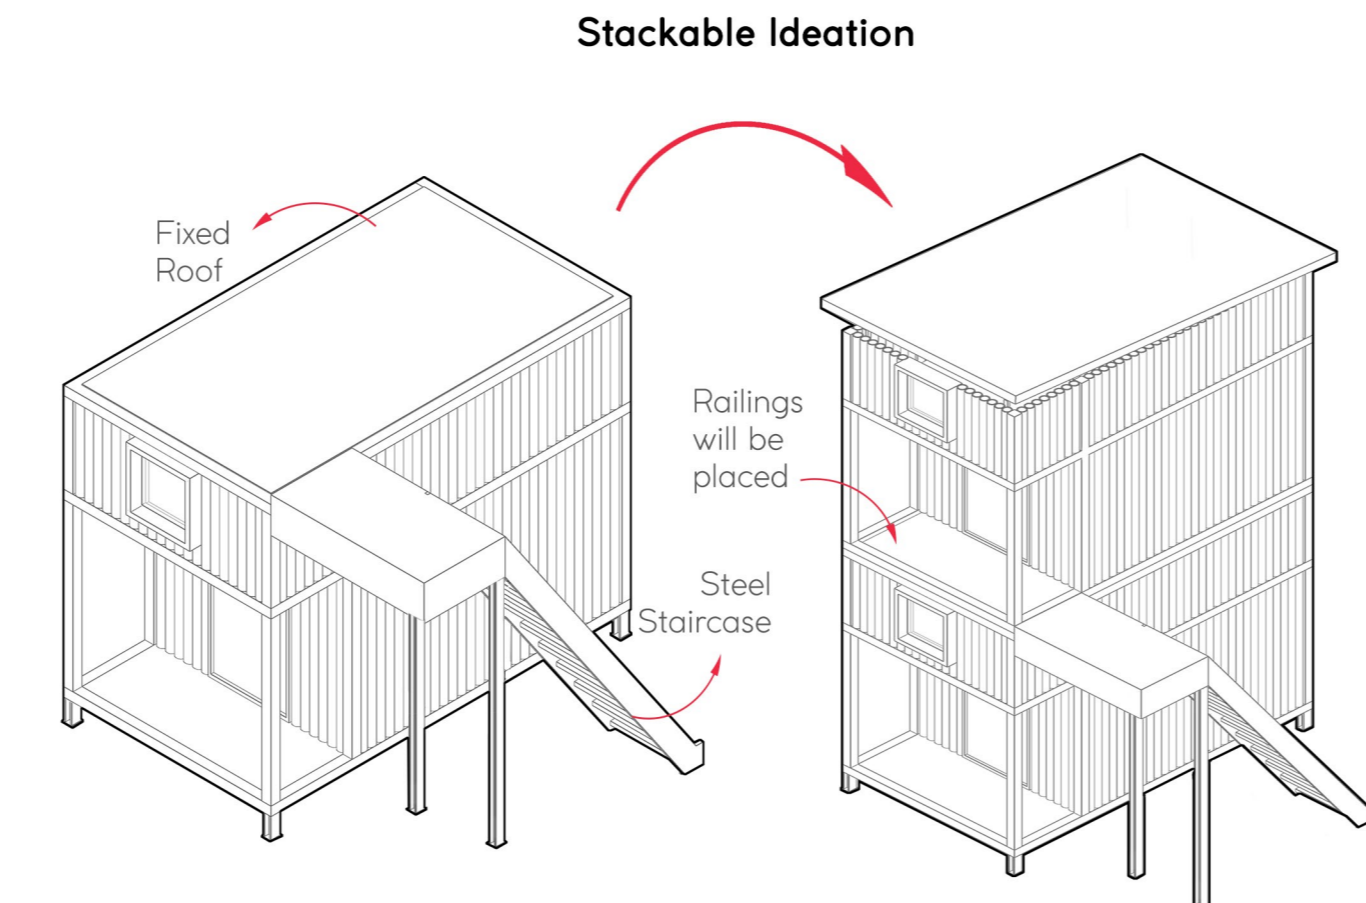 Stackable Ideation
Fixed
Roof
Railings
will be
placed
Steel
Staircase